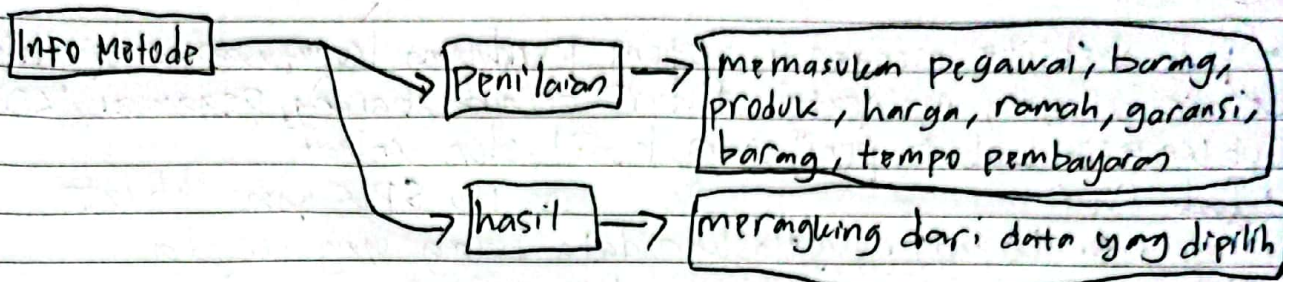 Info Metode
Penilaian
memasukan pegawai, barang,
produk, harga, ramah, garansi,
barang, tempo pembayaran
hasil
merangking dari data yang dipilih